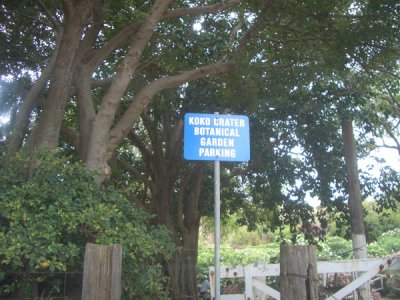 KOKO CRATER
BOTANICAL
GARDEN
PARKING